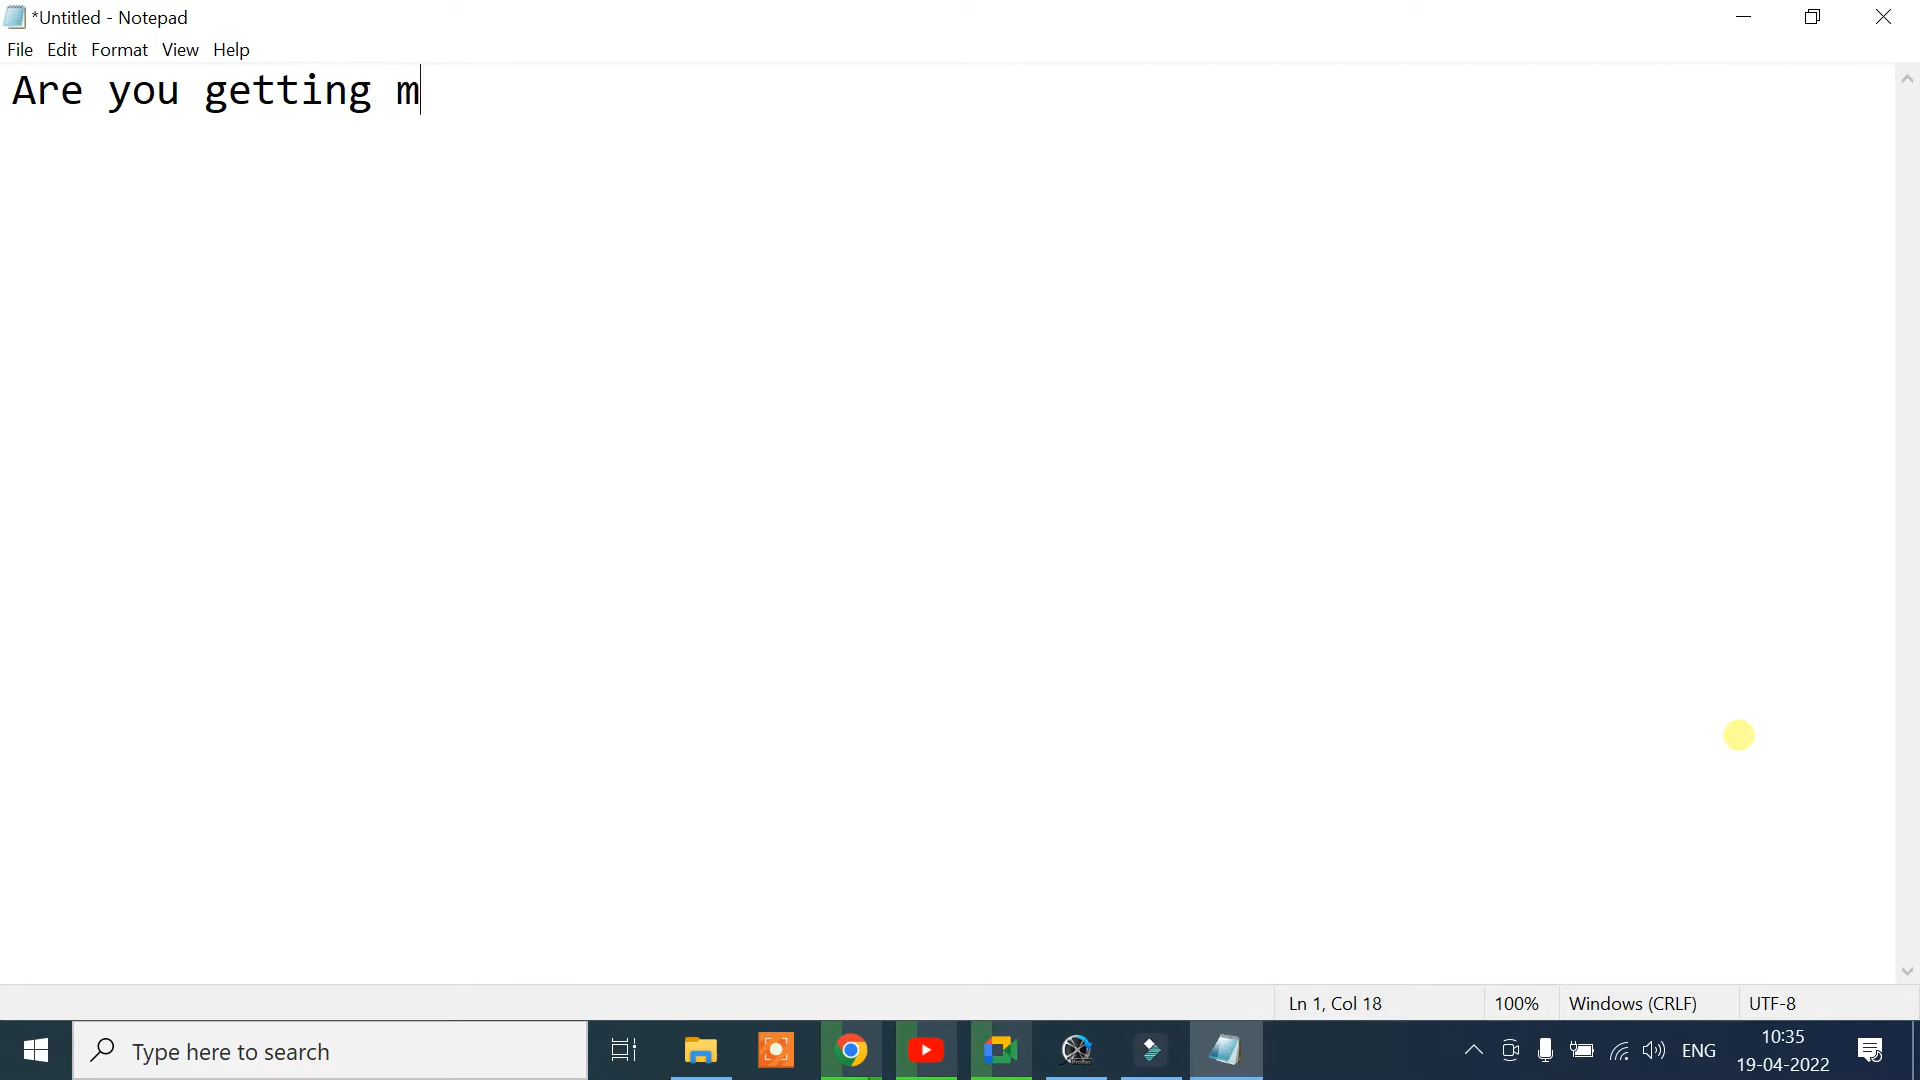 *Untitled - Notepad
File Edit Format View Help
Are you getting m
Ln 1, Col 18 100% Windows (CRLF) UTF-8
Type here to search
ENG
10:35
19-04-2022